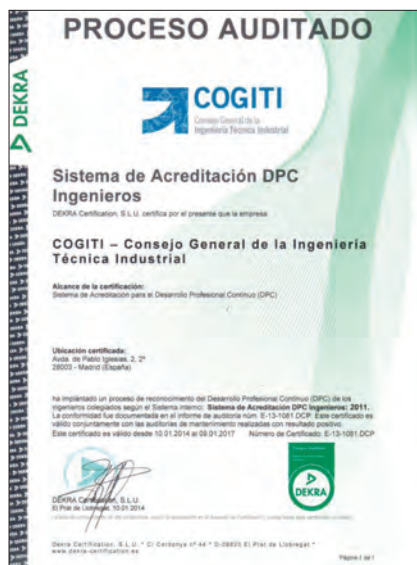 PROCESO AUDITADO
DEKRA
COGITI
Consejo General de la
Ingeniería Técnica Industrial
Sistema de Acreditación DPC
Ingenieros
DEKRA Certification, S.L.U. certifica por el presente que la empresa
COGITI – Consejo General de la Ingeniería
Técnica Industrial
Alcance de la certificación:
Sistema de Acreditación para el Desarrollo Profesional Continuo (DPC)
Ubicación certificada:
Avda. de Pablo Iglesias, 2, 2º
28003 - Madrid (España)
ha implantado un proceso de reconocimiento del Desarrollo Profesional Continuo (DPC) de los
ingenieros colegiados según el Sistema interno: Sistema de Acreditación DPC Ingenieros: 2011.
La conformidad fue documentada en el informe de auditoría núm. E-13-1081.DCP. Este certificado es
válido conjuntamente con las auditorías de mantenimiento realizadas con resultado positivo.
Este certificado es válido desde 10.01.2014 al 09.01.2017 Número de Certificado: E-13-1081.DCP
DEKRA Certification, S.L.U.
El Prat de Llobregat, 10.01.2014
DEKRA
Dekra Certification, S.L.U. * C/ Cerdanya nº 44 * D-08820 El Prat de Llobregat *
www.dekra-certification.es
Página 1 de 1